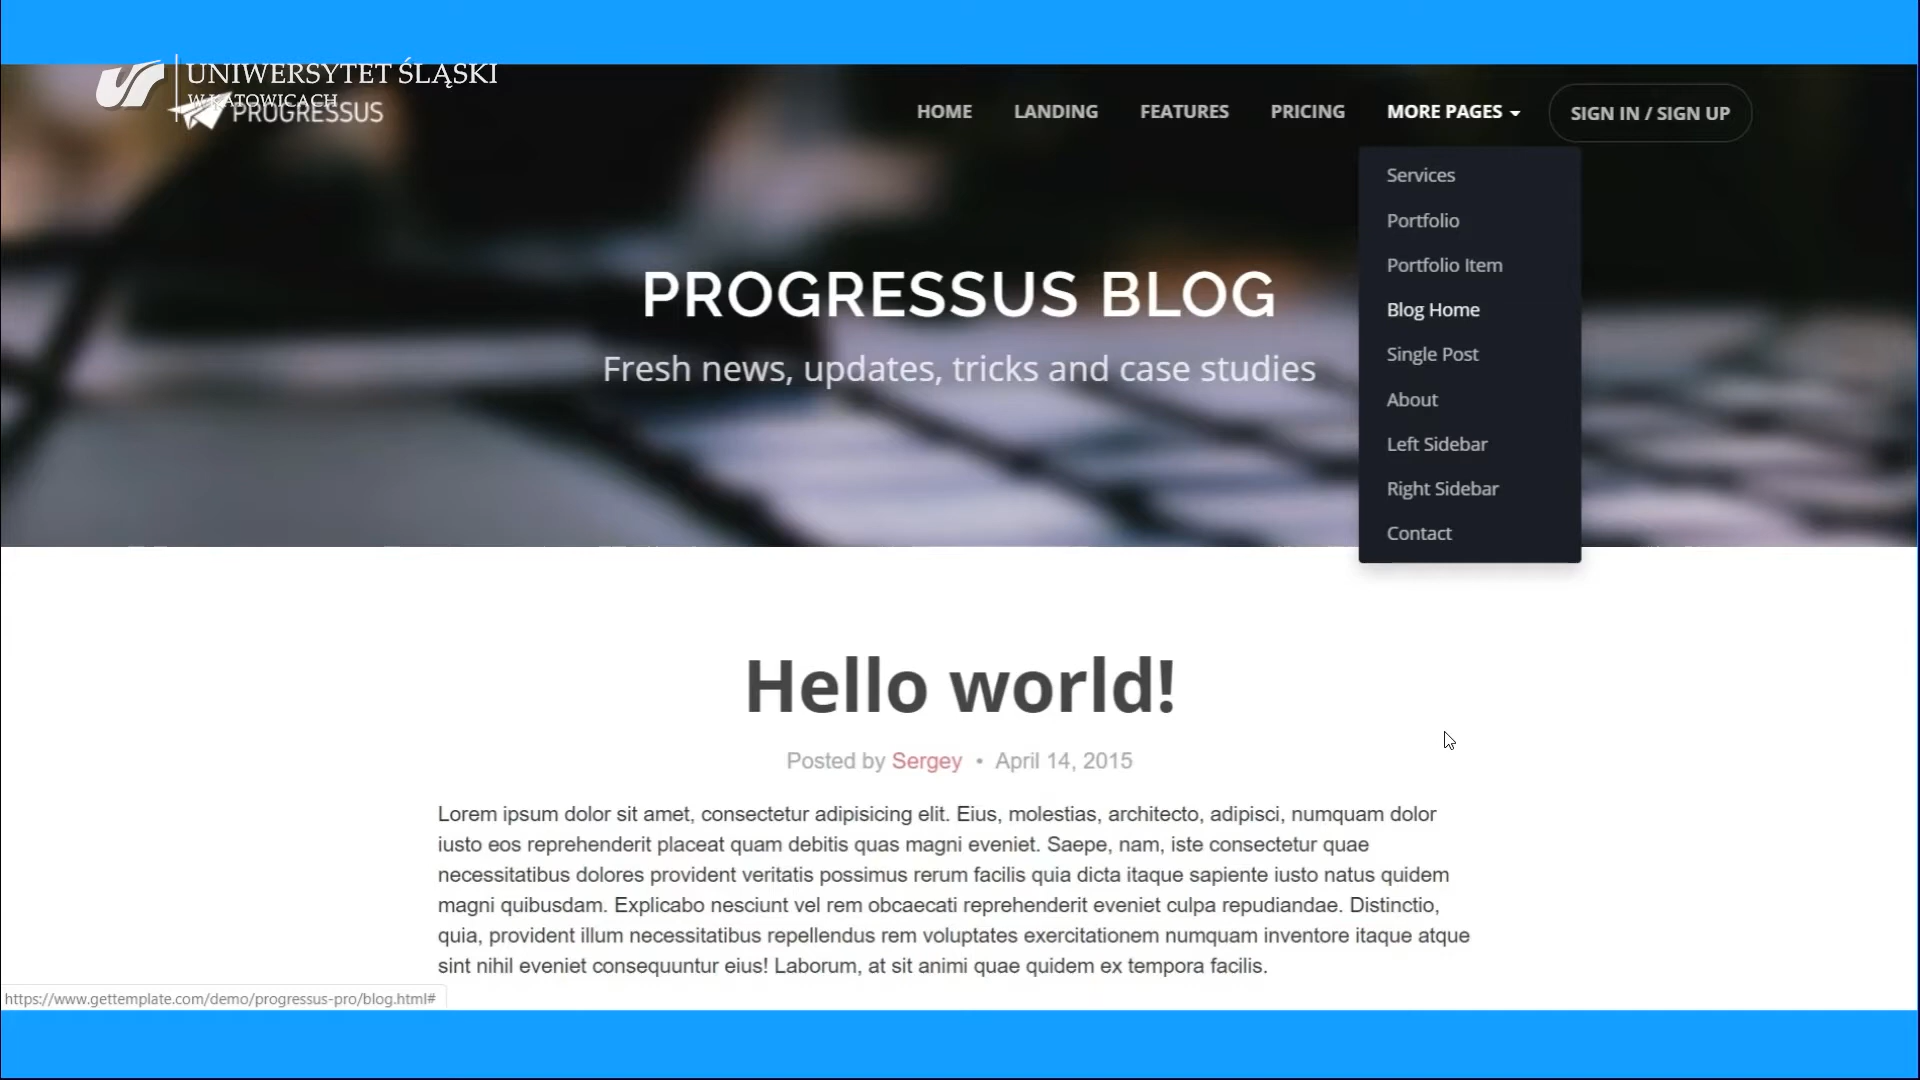 UNIWERSYTET ŚLĄSKI
W KATOWICACH
PROGRESSUS
HOME LANDING FEATURES PRICING MORE PAGES SIGN IN / SIGN UP
Services
Portfolio
Portfolio Item
Blog Home
Single Post
About
Left Sidebar
Right Sidebar
Contact
PROGRESSUS BLOG
Fresh news, updates, tricks and case studies
Hello world!
Posted by Sergey • April 14, 2015
Lorem ipsum dolor sit amet, consectetur adipisicing elit. Eius, molestias, architecto, adipisci, numquam dolor
iusto eos reprehenderit placeat quam debitis quas magni eveniet. Saepe, nam, iste consectetur quae
necessitatibus dolores provident veritatis possimus rerum facilis quia dicta itaque sapiente iusto natus quidem
magni quibusdam. Explicabo nesciunt vel rem obcaecati reprehenderit eveniet culpa repudiandae. Distinctio,
quia, provident illum necessitatibus repellendus rem voluptates exercitationem numquam inventore itaque atque
sint nihil eveniet consequuntur eius! Laborum, at sit animi quae quidem ex tempora facilis.
https://www.gettemplate.com/demo/progressus-pro/blog.html#